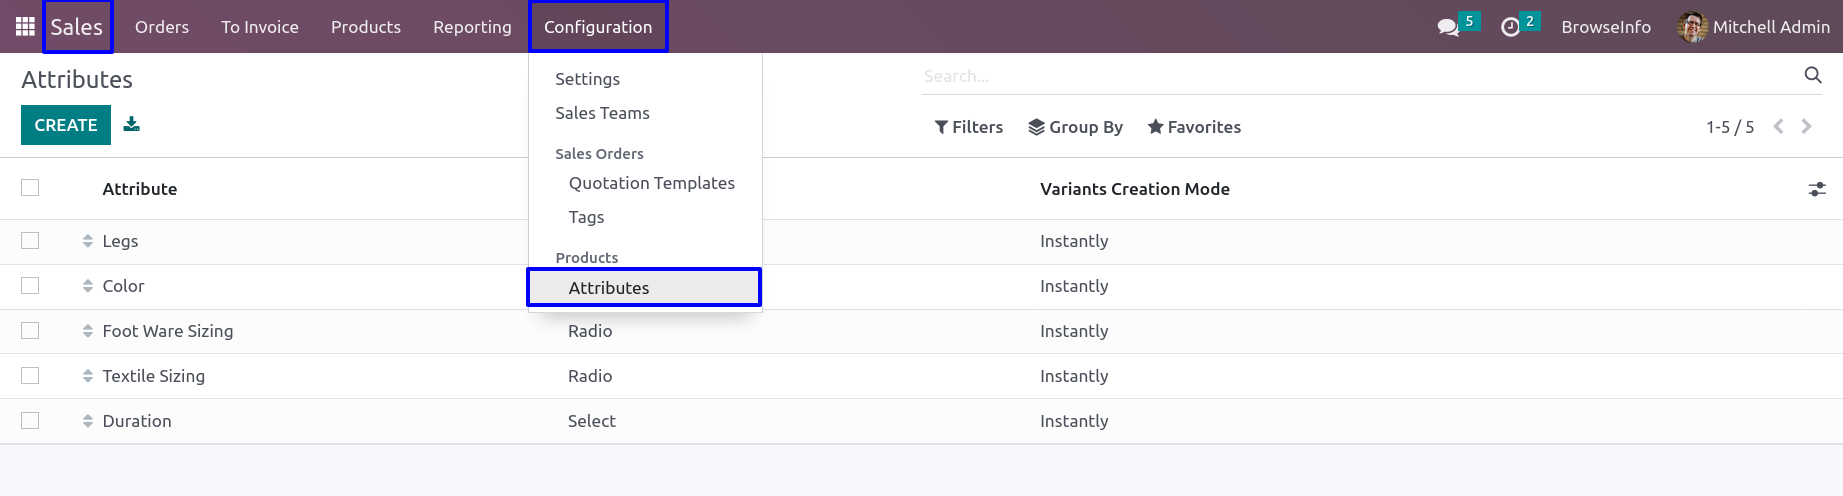 Sales Orders To Invoice Products Reporting Configuration 5 2 BrowseInfo Mitchell Admin
Attributes
Search...
CREATE
Filters Group By Favorites 1-5 / 5
Settings
Sales Teams
Sales Orders
Quotation Templates
Tags
Products
Attributes
Attribute Variants Creation Mode
Legs Instantly
Color Instantly
Foot Ware Sizing Radio Instantly
Textile Sizing Radio Instantly
Duration Select Instantly